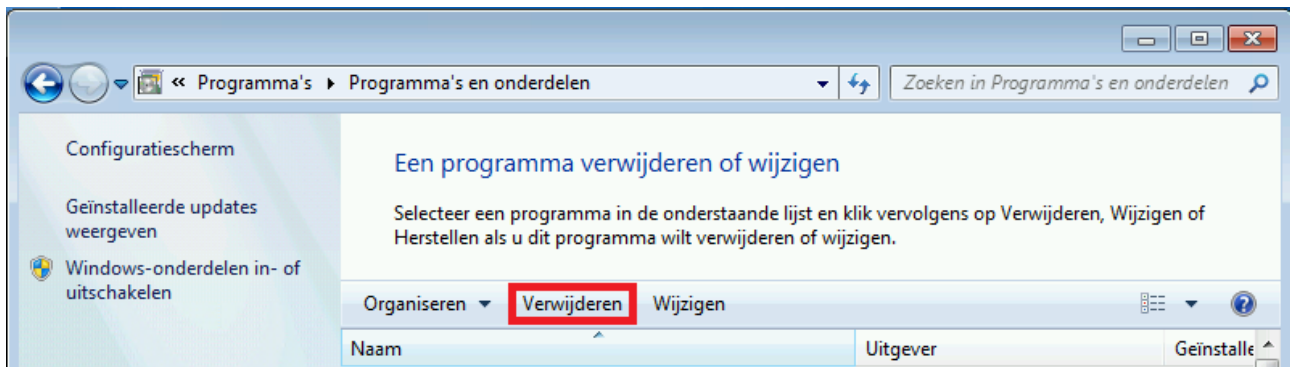 « Programma's ▸ Programma's en onderdelen
Zoeken in Programma's en onderdelen
Configuratiescherm
Geïnstalleerde updates
weergeven
Windows-onderdelen in- of
uitschakelen
Een programma verwijderen of wijzigen
Selecteer een programma in de onderstaande lijst en klik vervolgens op Verwijderen, Wijzigen of
Herstellen als u dit programma wilt verwijderen of wijzigen.
Organiseren Verwijderen Wijzigen
Naam Uitgever Geïnstalle